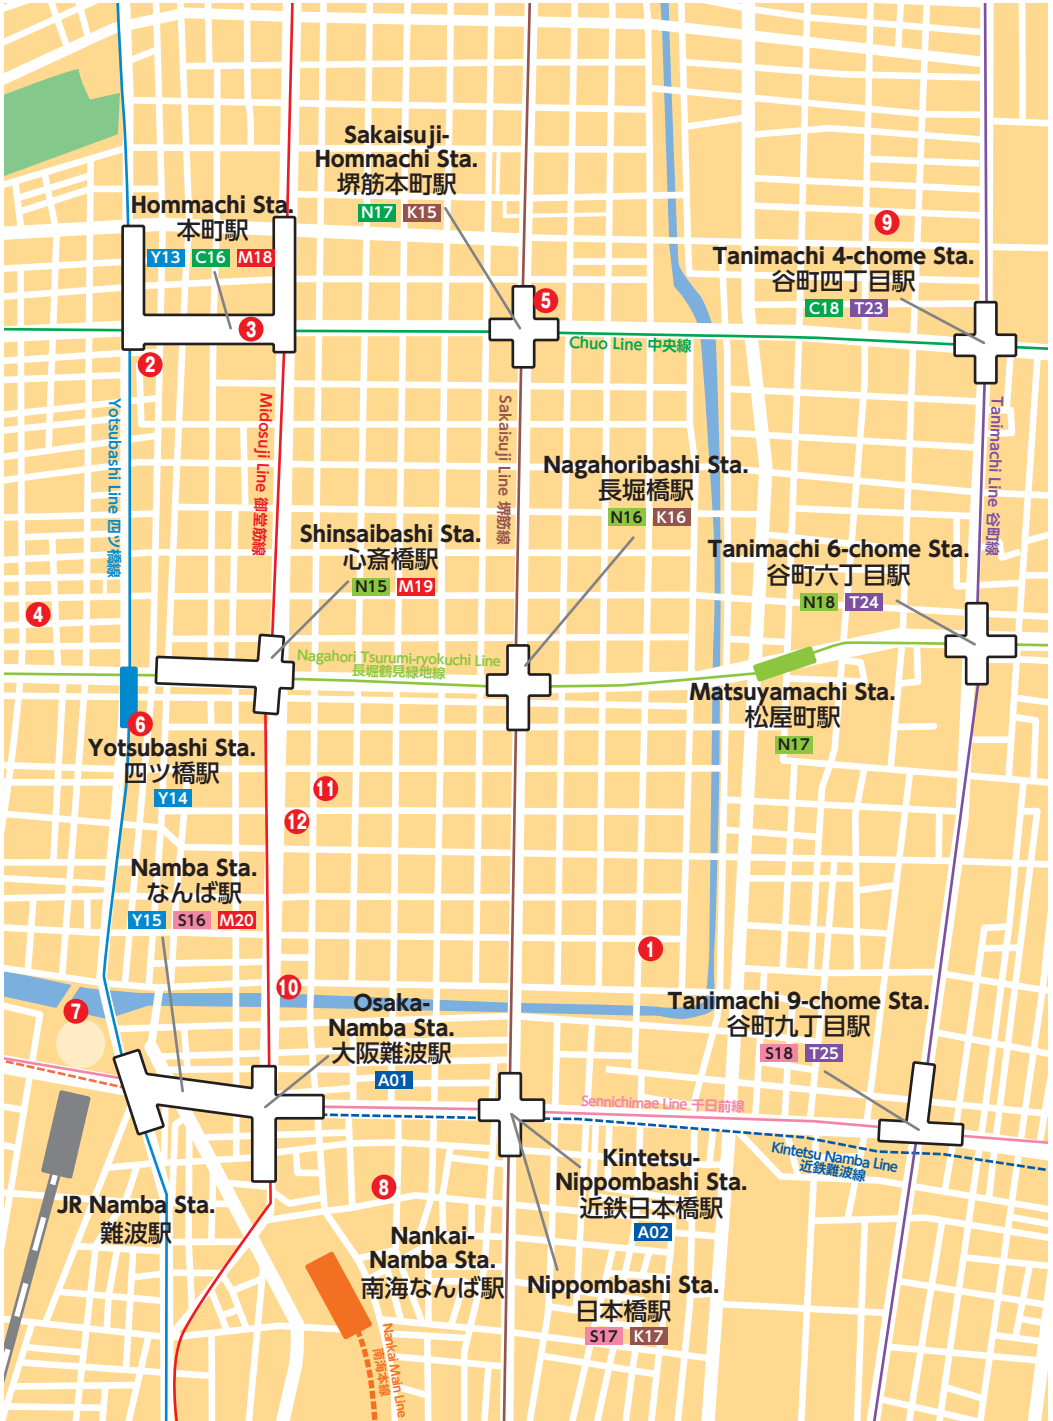 Sakaisuji-
Hommachi Sta.
堺筋本町駅
N17 K15
Hommachi Sta.
本町駅
Y13 C16 M18
9
Tanimachi 4-chome Sta.
谷町四丁目駅
C18 T23
5
3
Chuo Line 中央線
2
Yotsubashi Line 四ツ橋線
Midosuji Line 御堂筋線
Sakaisuji Line 堺筋線
Tanimachi Line 谷町線
Nagahoribashi Sta.
長堀橋駅
N16 K16
Shinsaibashi Sta.
心斎橋駅
N15 M19
Tanimachi 6-chome Sta.
谷町六丁目駅
N18 T24
4
Nagahori Tsurumi-ryokuchi Line
長堀鶴見緑地線
Matsuyamachi Sta.
松屋町駅
N17
6
Yotsubashi Sta.
四ツ橋駅
Y14
11
12
Namba Sta.
なんば駅
Y15 S16 M20
1
10
7
Osaka-
Namba Sta.
大阪難波駅
A01
Tanimachi 9-chome Sta.
谷町九丁目駅
S18 T25
Sennichimae Line 千日前線
Kintetsu Namba Line
近鉄難波線
Kintetsu-
Nippombashi Sta.
近鉄日本橋駅
A02
8
JR Namba Sta.
難波駅
Nankai-
Namba Sta.
南海なんば駅
Nippombashi Sta.
日本橋駅
S17 K17
Nankai Main Line
南海本線